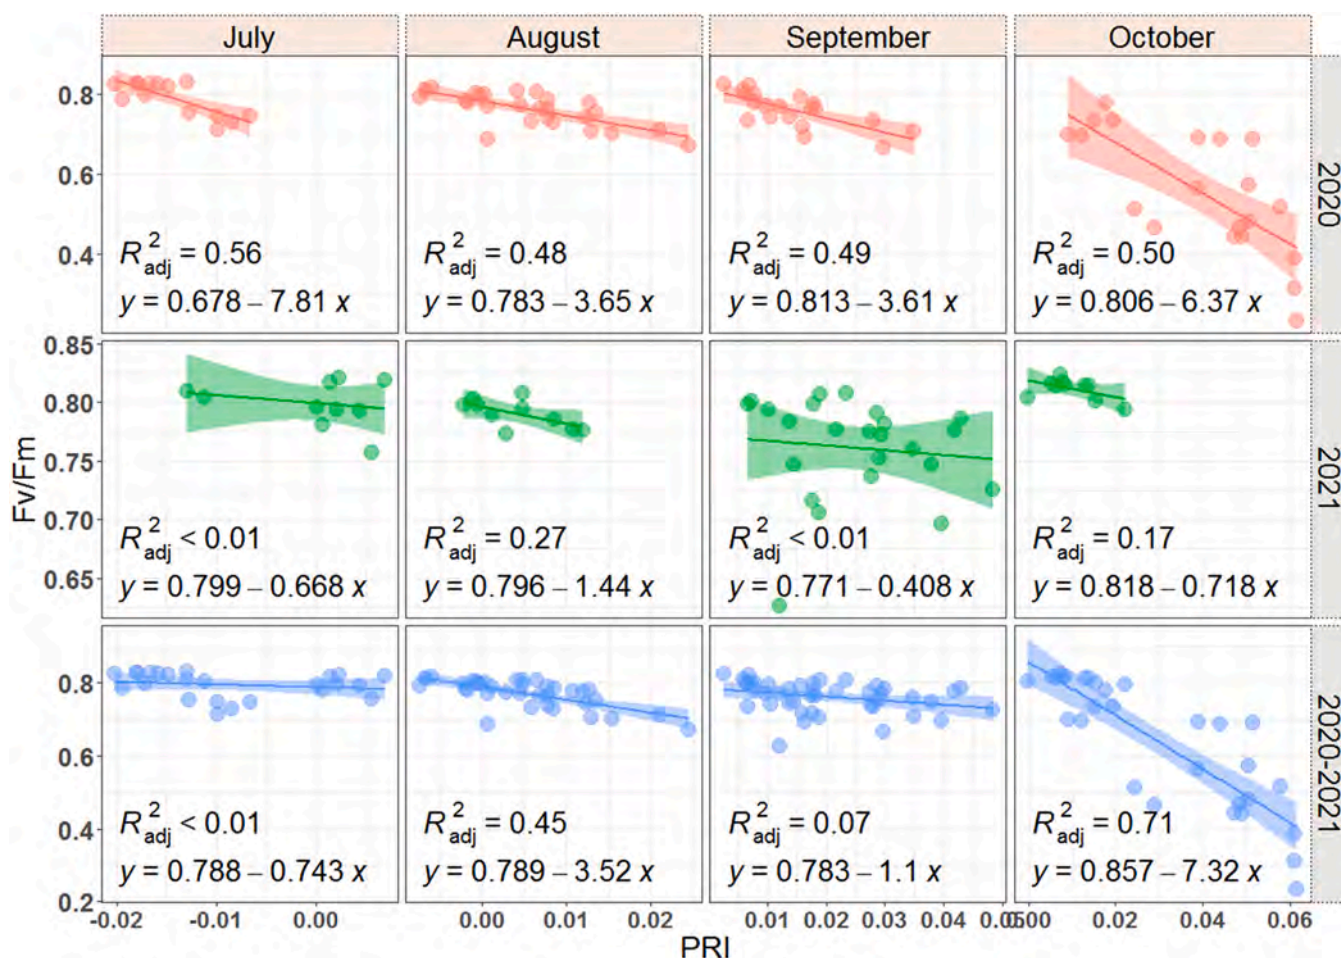 July August September October
0.8
0.6
0.4
R²adj = 0.56 R²adj = 0.48 R²adj = 0.49 R²adj = 0.50
y = 0.678 – 7.81 x y = 0.783 – 3.65 x y = 0.813 – 3.61 x y = 0.806 – 6.37 x
2020
0.85
0.80
0.75
0.70
0.65
R²adj < 0.01 R²adj = 0.27 R²adj < 0.01 R²adj = 0.17
y = 0.799 – 0.668 x y = 0.796 – 1.44 x y = 0.771 – 0.408 x y = 0.818 – 0.718 x
2021
Fv/Fm
0.8
0.6
0.4
0.2
R²adj < 0.01 R²adj = 0.45 R²adj = 0.07 R²adj = 0.71
y = 0.788 – 0.743 x y = 0.789 – 3.52 x y = 0.783 – 1.1 x y = 0.857 – 7.32 x
2020-2021
-0.02 -0.01 0.00 0.00 0.01 0.02 0.01 0.02 0.03 0.04 0.05 0.00 0.02 0.04 0.06
PRI